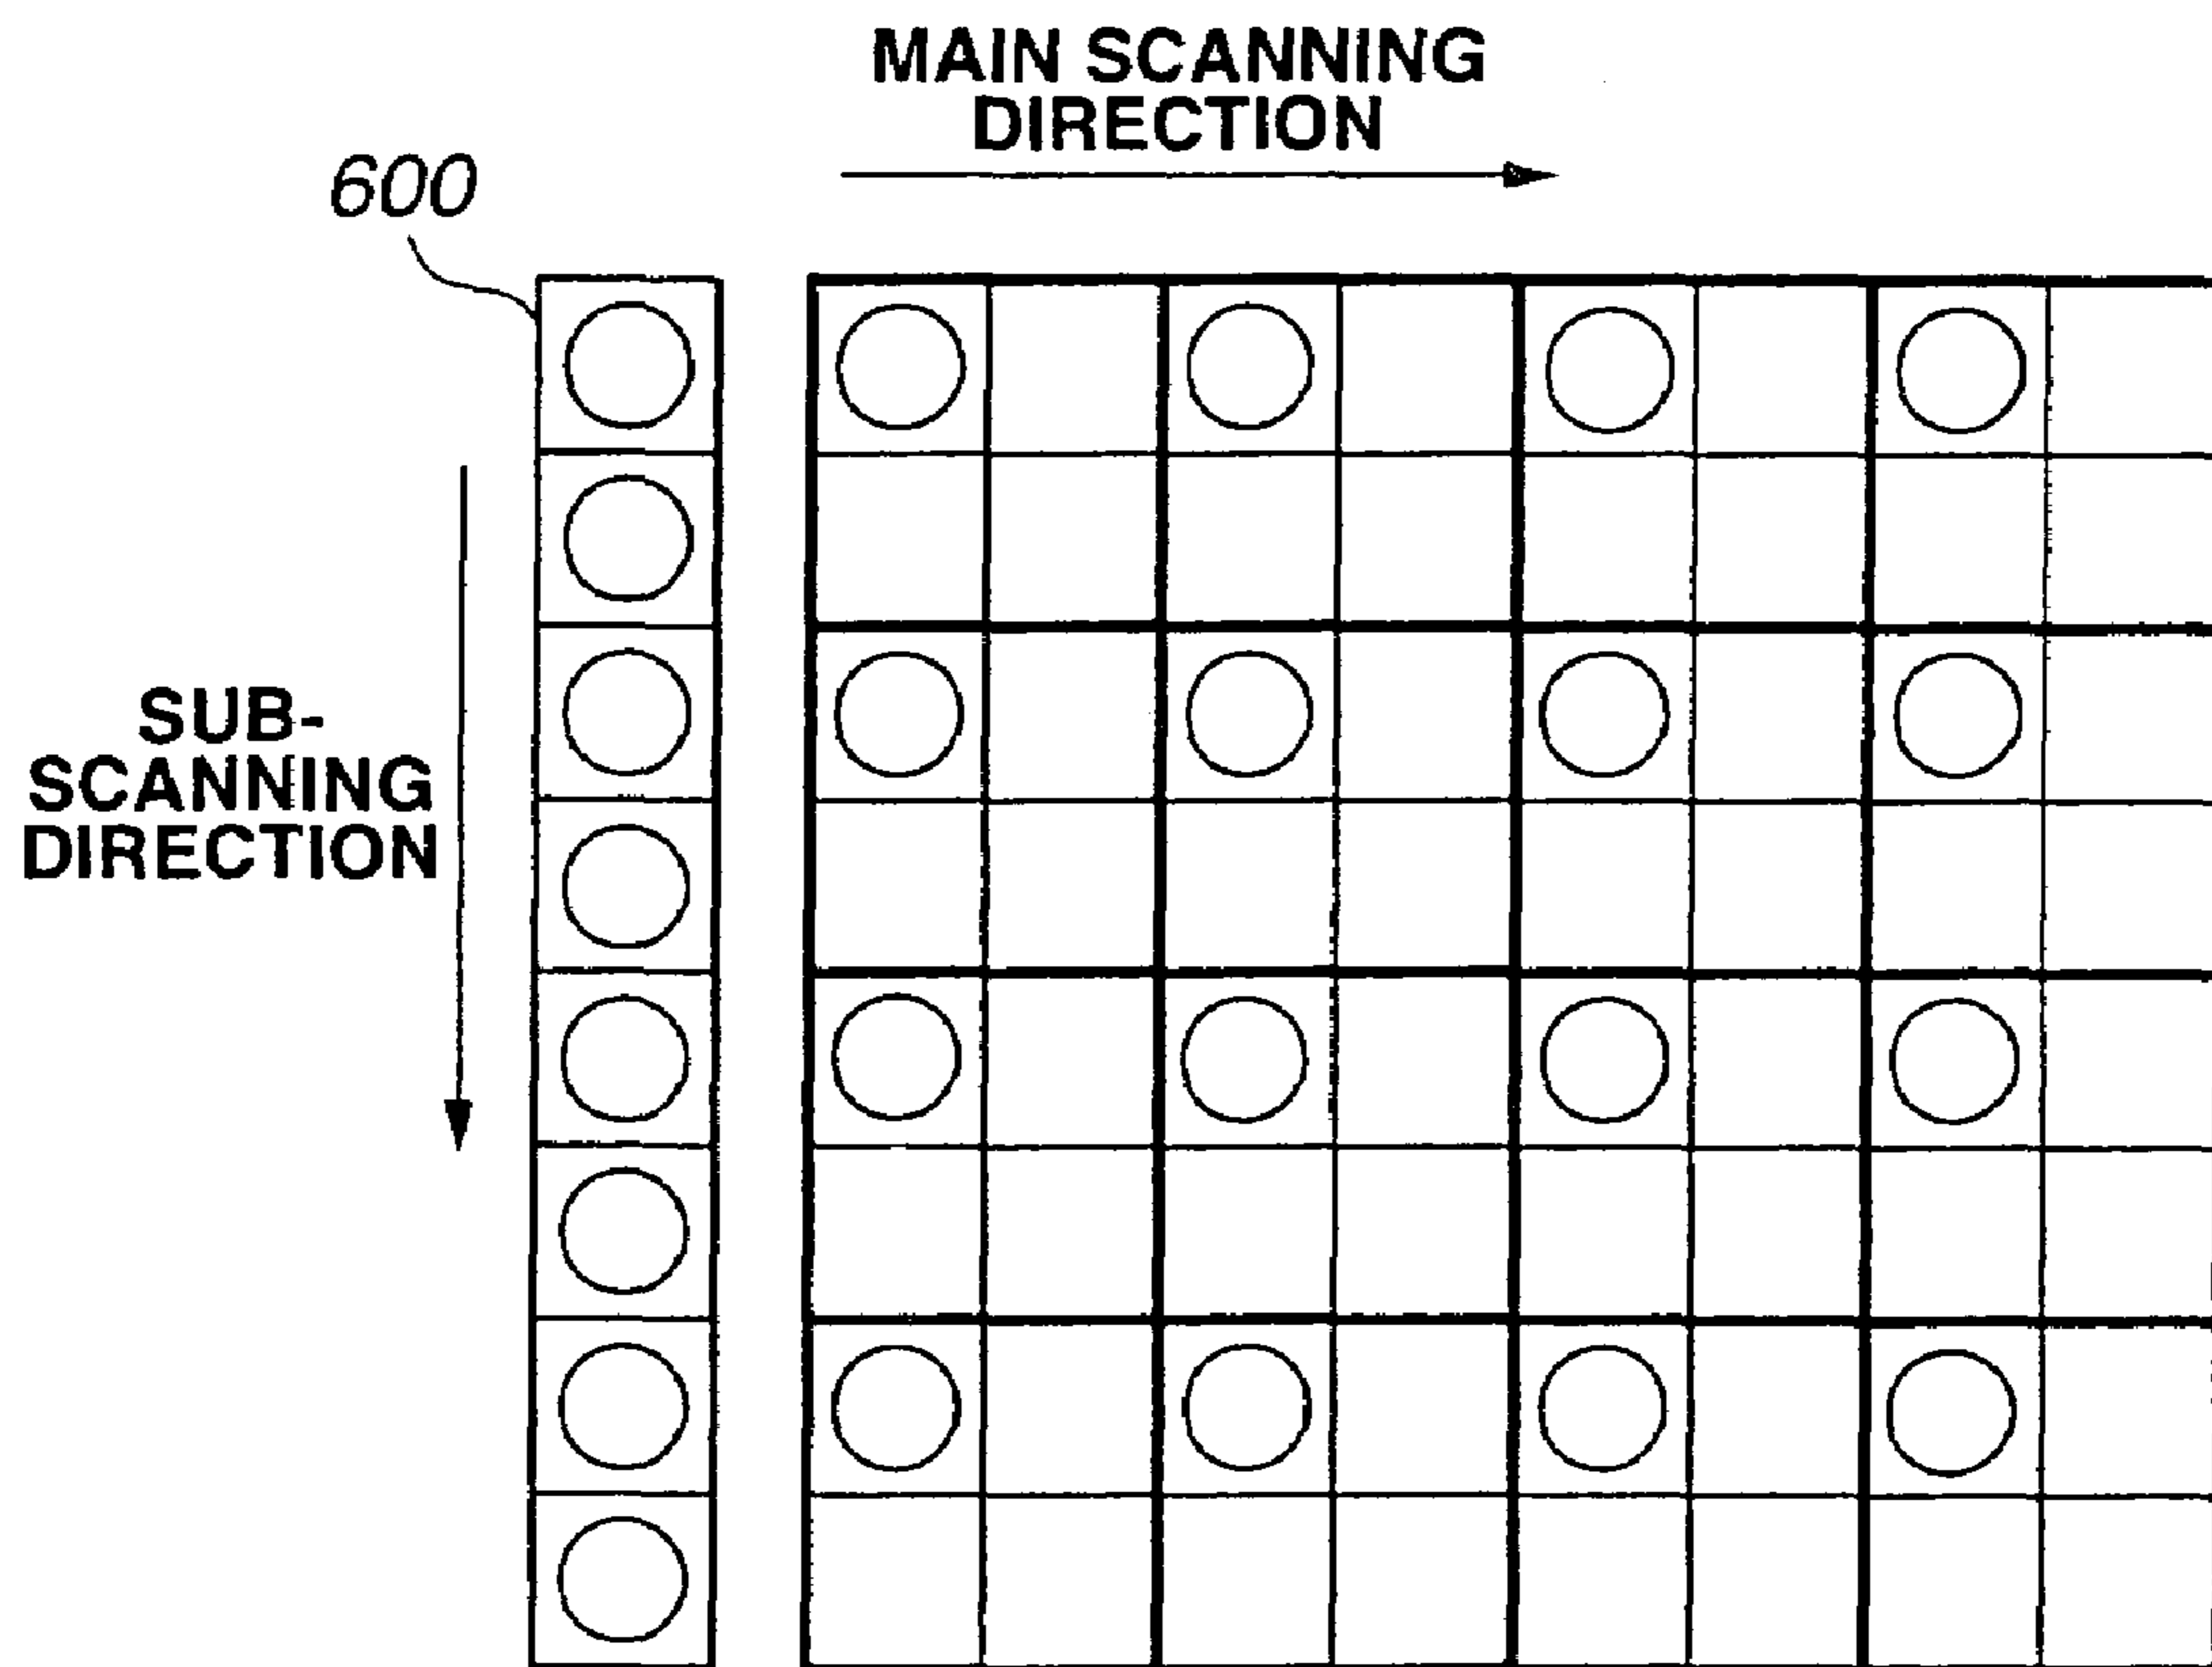 MAIN SCANNING
DIRECTION
600
SUB-
SCANNING
DIRECTION